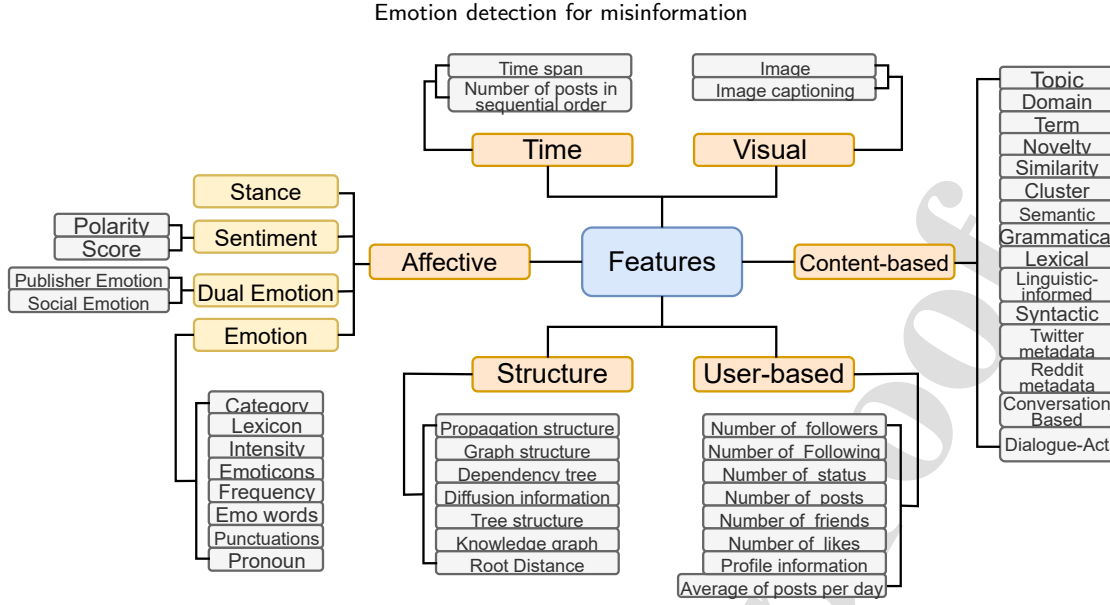 Emotion detection for misinformation
Time span
Number of posts in
sequential order
Time
Image
Image captioning
Visual
Features
Affective
Stance
Sentiment
Polarity
Score
Dual Emotion
Publisher Emotion
Social Emotion
Emotion
Category
Lexicon
Intensity
Emoticons
Frequency
Emo words
Punctuations
Pronoun
Structure
Propagation structure
Graph structure
Dependency tree
Diffusion information
Tree structure
Knowledge graph
Root Distance
User-based
Number of followers
Number of Following
Number of status
Number of posts
Number of friends
Number of likes
Profile information
Average of posts per day
Content-based
Topic
Domain
Term
Novelty
Similarity
Cluster
Semantic
Grammatical
Lexical
Linguistic-
informed
Syntactic
Twitter
metadata
Reddit
metadata
Conversation
Based
Dialogue-Act
roof